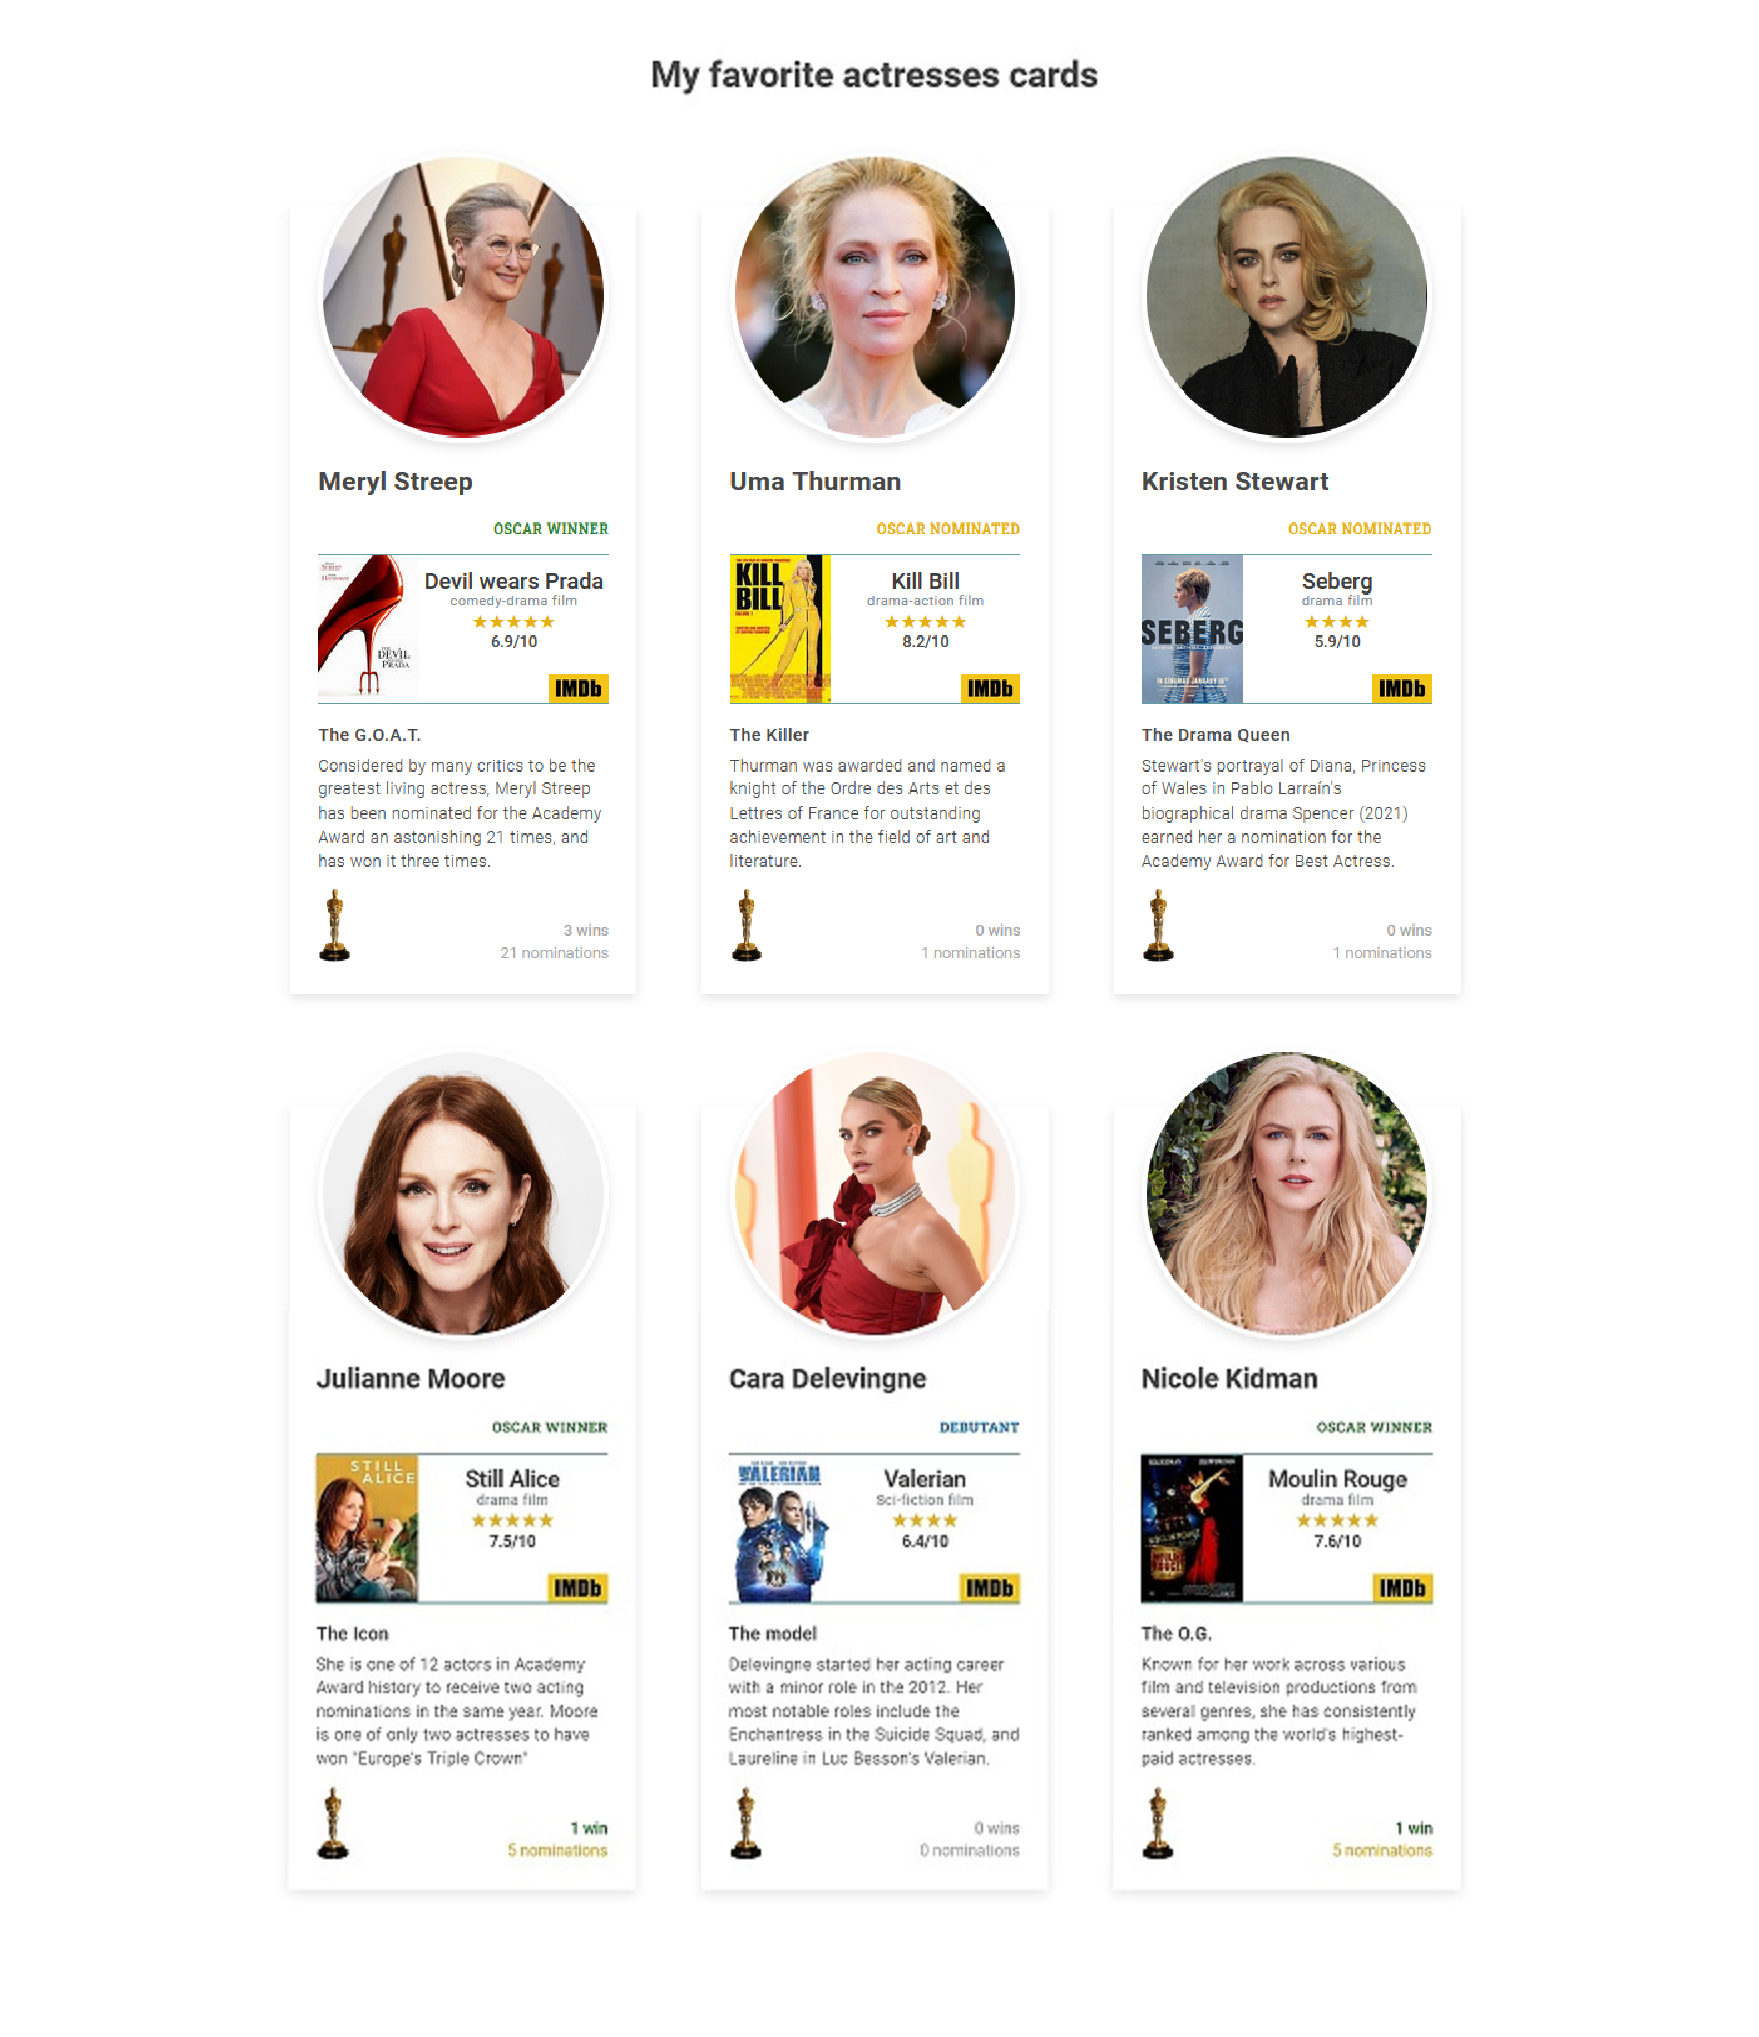 My favorite actresses cards
Meryl Streep
OSCAR WINNER
DEVIL
PRADA
Devil wears Prada
comedy-drama film
6.9/10
IMDb
The G.O.A.T.
Considered by many critics to be the
greatest living actress, Meryl Streep
has been nominated for the Academy
Award an astonishing 21 times, and
has won it three times.
3 wins
21 nominations
Uma Thurman
OSCAR NOMINATED
KILL
BILL
Kill Bill
drama-action film
8.2/10
IMDb
The Killer
Thurman was awarded and named a
knight of the Ordre des Arts et des
Lettres of France for outstanding
achievement in the field of art and
literature.
0 wins
1 nominations
Kristen Stewart
OSCAR NOMINATED
SEBERG
Seberg
drama film
5.9/10
IMDb
The Drama Queen
Stewart's portrayal of Diana, Princess
of Wales in Pablo Larraín's
biographical drama Spencer (2021)
earned her a nomination for the
Academy Award for Best Actress.
0 wins
1 nominations
Julianne Moore
OSCAR WINNER
STILL
ALICE
Still Alice
drama film
7.5/10
IMDb
The Icon
She is one of 12 actors in Academy
Award history to receive two acting
nominations in the same year. Moore
is one of only two actresses to have
won "Europe's Triple Crown"
1 win
5 nominations
Cara Delevingne
DEBUTANT
VALERIAN
Valerian
Sci-fiction film
6.4/10
IMDb
The model
Delevingne started her acting career
with a minor role in the 2012. Her
most notable roles include the
Enchantress in the Suicide Squad, and
Laureline in Luc Besson's Valerian.
0 wins
0 nominations
Nicole Kidman
OSCAR WINNER
Moulin Rouge
drama film
7.6/10
IMDb
The O.G.
Known for her work across various
film and television productions from
several genres, she has consistently
ranked among the world's highest-
paid actresses.
1 win
5 nominations